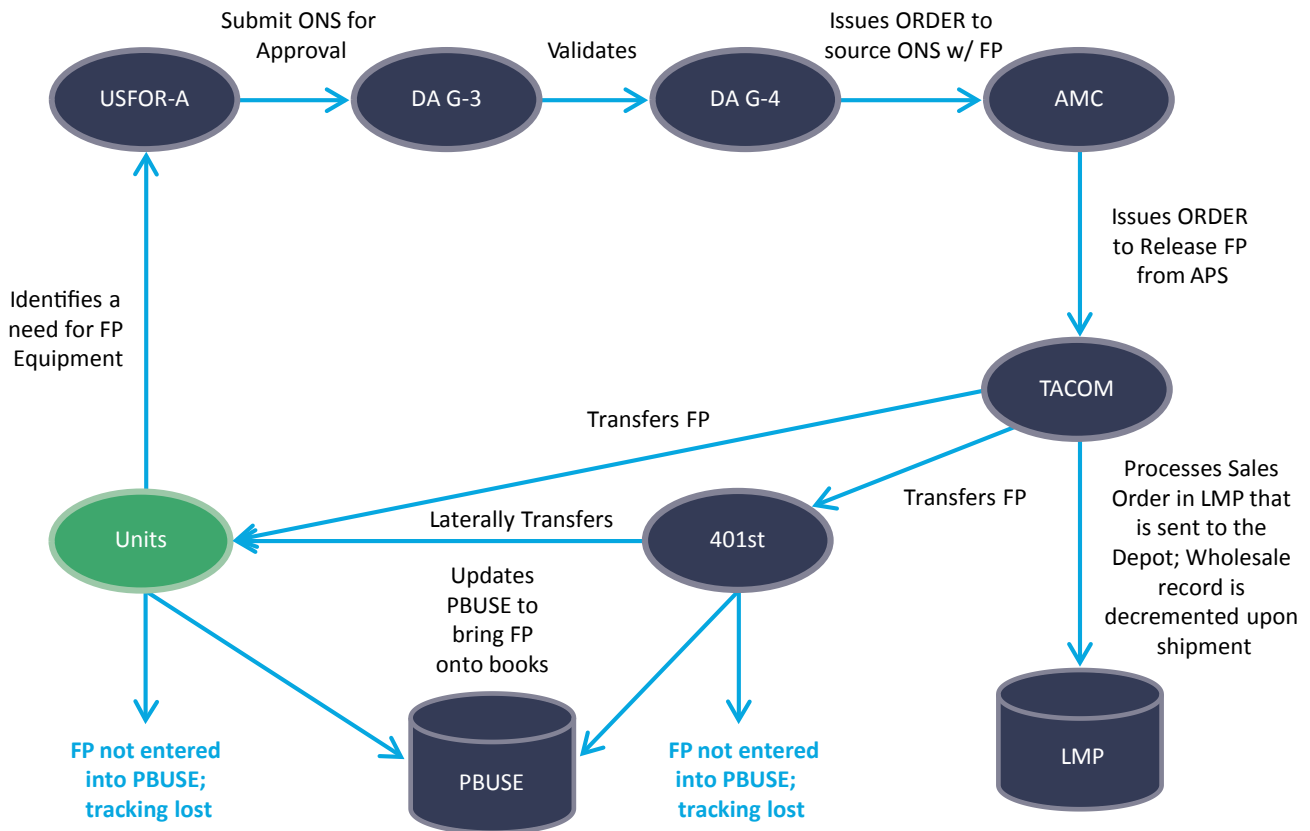 Submit ONS for
Approval
Validates
Issues ORDER to
source ONS w/ FP
USFOR-A
DA G-3
DA G-4
AMC
Issues ORDER
to Release FP
from APS
Identifies a
need for FP
Equipment
TACOM
Transfers FP
Transfers FP
Processes Sales
Order in LMP that
is sent to the
Depot; Wholesale
record is
decremented upon
shipment
Units
Laterally Transfers
401st
Updates
PBUSE to
bring FP
onto books
FP not entered
into PBUSE;
tracking lost
PBUSE
FP not entered
into PBUSE;
tracking lost
LMP